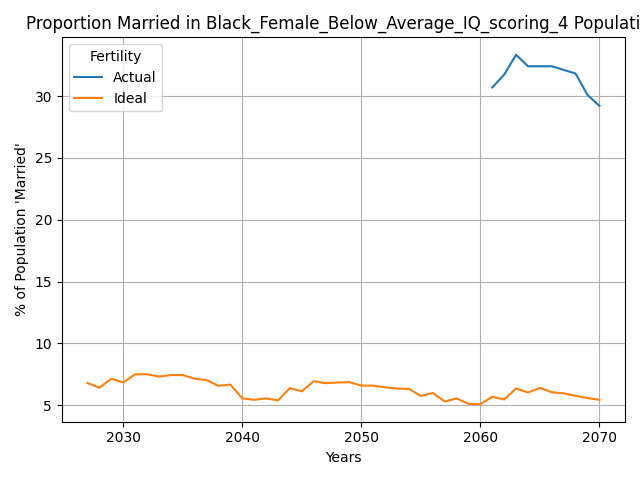 Proportion Married in Black_Female_Below_Average_IQ_scoring_4 Populati
Fertility
Actual
Ideal
% of Population 'Married'
30
25
20
15
10
5
2030 2040 2050 2060 2070
Years